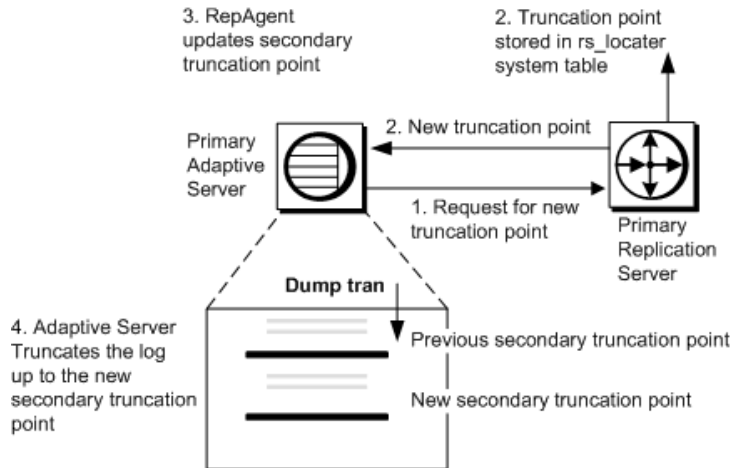 3. RepAgent
updates secondary
truncation point
2. Truncation point
stored in rs_locater
system table
Primary
Adaptive
Server
2. New truncation point
1. Request for new
truncation point
Primary
Replication
Server
Dump tran
4. Adaptive Server
Truncates the log
up to the new
secondary truncation
point
Previous secondary truncation point
New secondary truncation point